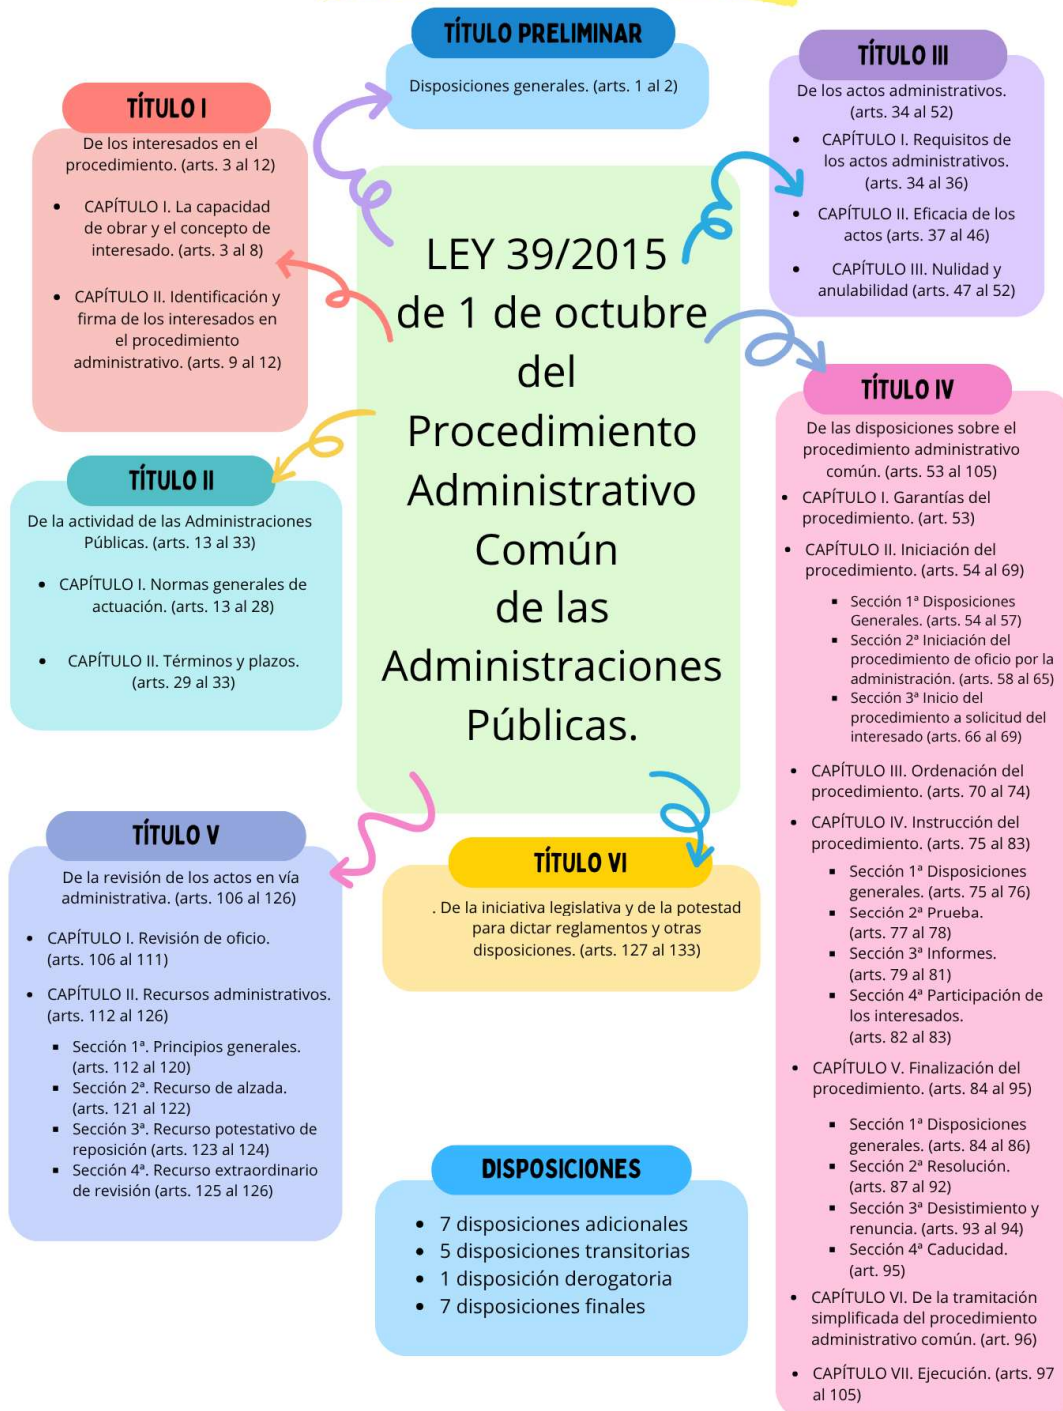 TÍTULO PRELIMINAR
Disposiciones generales. (arts. 1 al 2)
TÍTULO I
De los interesados en el
procedimiento. (arts. 3 al 12)
• CAPÍTULO I. La capacidad
de obrar y el concepto de
interesado. (arts. 3 al 8)
• CAPÍTULO II. Identificación y
firma de los interesados en
el procedimiento
administrativo. (arts. 9 al 12)
TÍTULO II
De la actividad de las Administraciones
Públicas. (arts. 13 al 33)
• CAPÍTULO I. Normas generales de
actuación. (arts. 13 al 28)
• CAPÍTULO II. Términos y plazos.
(arts. 29 al 33)
LEY 39/2015
de 1 de octubre
del
Procedimiento
Administrativo
Común
de las
Administraciones
Públicas.
TÍTULO III
De los actos administrativos.
(arts. 34 al 52)
• CAPÍTULO I. Requisitos de
los actos administrativos.
(arts. 34 al 36)
• CAPÍTULO II. Eficacia de los
actos (arts. 37 al 46)
• CAPÍTULO III. Nulidad y
anulabilidad (arts. 47 al 52)
TÍTULO IV
De las disposiciones sobre el
procedimiento administrativo
común. (arts. 53 al 105)
• CAPÍTULO I. Garantías del
procedimiento. (art. 53)
• CAPÍTULO II. Iniciación del
procedimiento. (arts. 54 al 69)
▪ Sección 1ª Disposiciones
Generales. (arts. 54 al 57)
▪ Sección 2ª Iniciación del
procedimiento de oficio por la
administración. (arts. 58 al 65)
▪ Sección 3ª Inicio del
procedimiento a solicitud del
interesado (arts. 66 al 69)
• CAPÍTULO III. Ordenación del
procedimiento. (arts. 70 al 74)
• CAPÍTULO IV. Instrucción del
procedimiento. (arts. 75 al 83)
▪ Sección 1ª Disposiciones
generales. (arts. 75 al 76)
▪ Sección 2ª Prueba.
(arts. 77 al 78)
▪ Sección 3ª Informes.
(arts. 79 al 81)
▪ Sección 4ª Participación de
los interesados.
(arts. 82 al 83)
• CAPÍTULO V. Finalización del
procedimiento. (arts. 84 al 95)
▪ Sección 1ª Disposiciones
generales. (arts. 84 al 86)
▪ Sección 2ª Resolución.
(arts. 87 al 92)
▪ Sección 3ª Desistimiento y
renuncia. (arts. 93 al 94)
▪ Sección 4ª Caducidad.
(art. 95)
• CAPÍTULO VI. De la tramitación
simplificada del procedimiento
administrativo común. (art. 96)
• CAPÍTULO VII. Ejecución. (arts. 97
al 105)
TÍTULO V
De la revisión de los actos en vía
administrativa. (arts. 106 al 126)
• CAPÍTULO I. Revisión de oficio.
(arts. 106 al 111)
• CAPÍTULO II. Recursos administrativos.
(arts. 112 al 126)
▪ Sección 1ª. Principios generales.
(arts. 112 al 120)
▪ Sección 2ª. Recurso de alzada.
(arts. 121 al 122)
▪ Sección 3ª. Recurso potestativo de
reposición (arts. 123 al 124)
▪ Sección 4ª. Recurso extraordinario
de revisión (arts. 125 al 126)
TÍTULO VI
. De la iniciativa legislativa y de la potestad
para dictar reglamentos y otras
disposiciones. (arts. 127 al 133)
DISPOSICIONES
• 7 disposiciones adicionales
• 5 disposiciones transitorias
• 1 disposición derogatoria
• 7 disposiciones finales